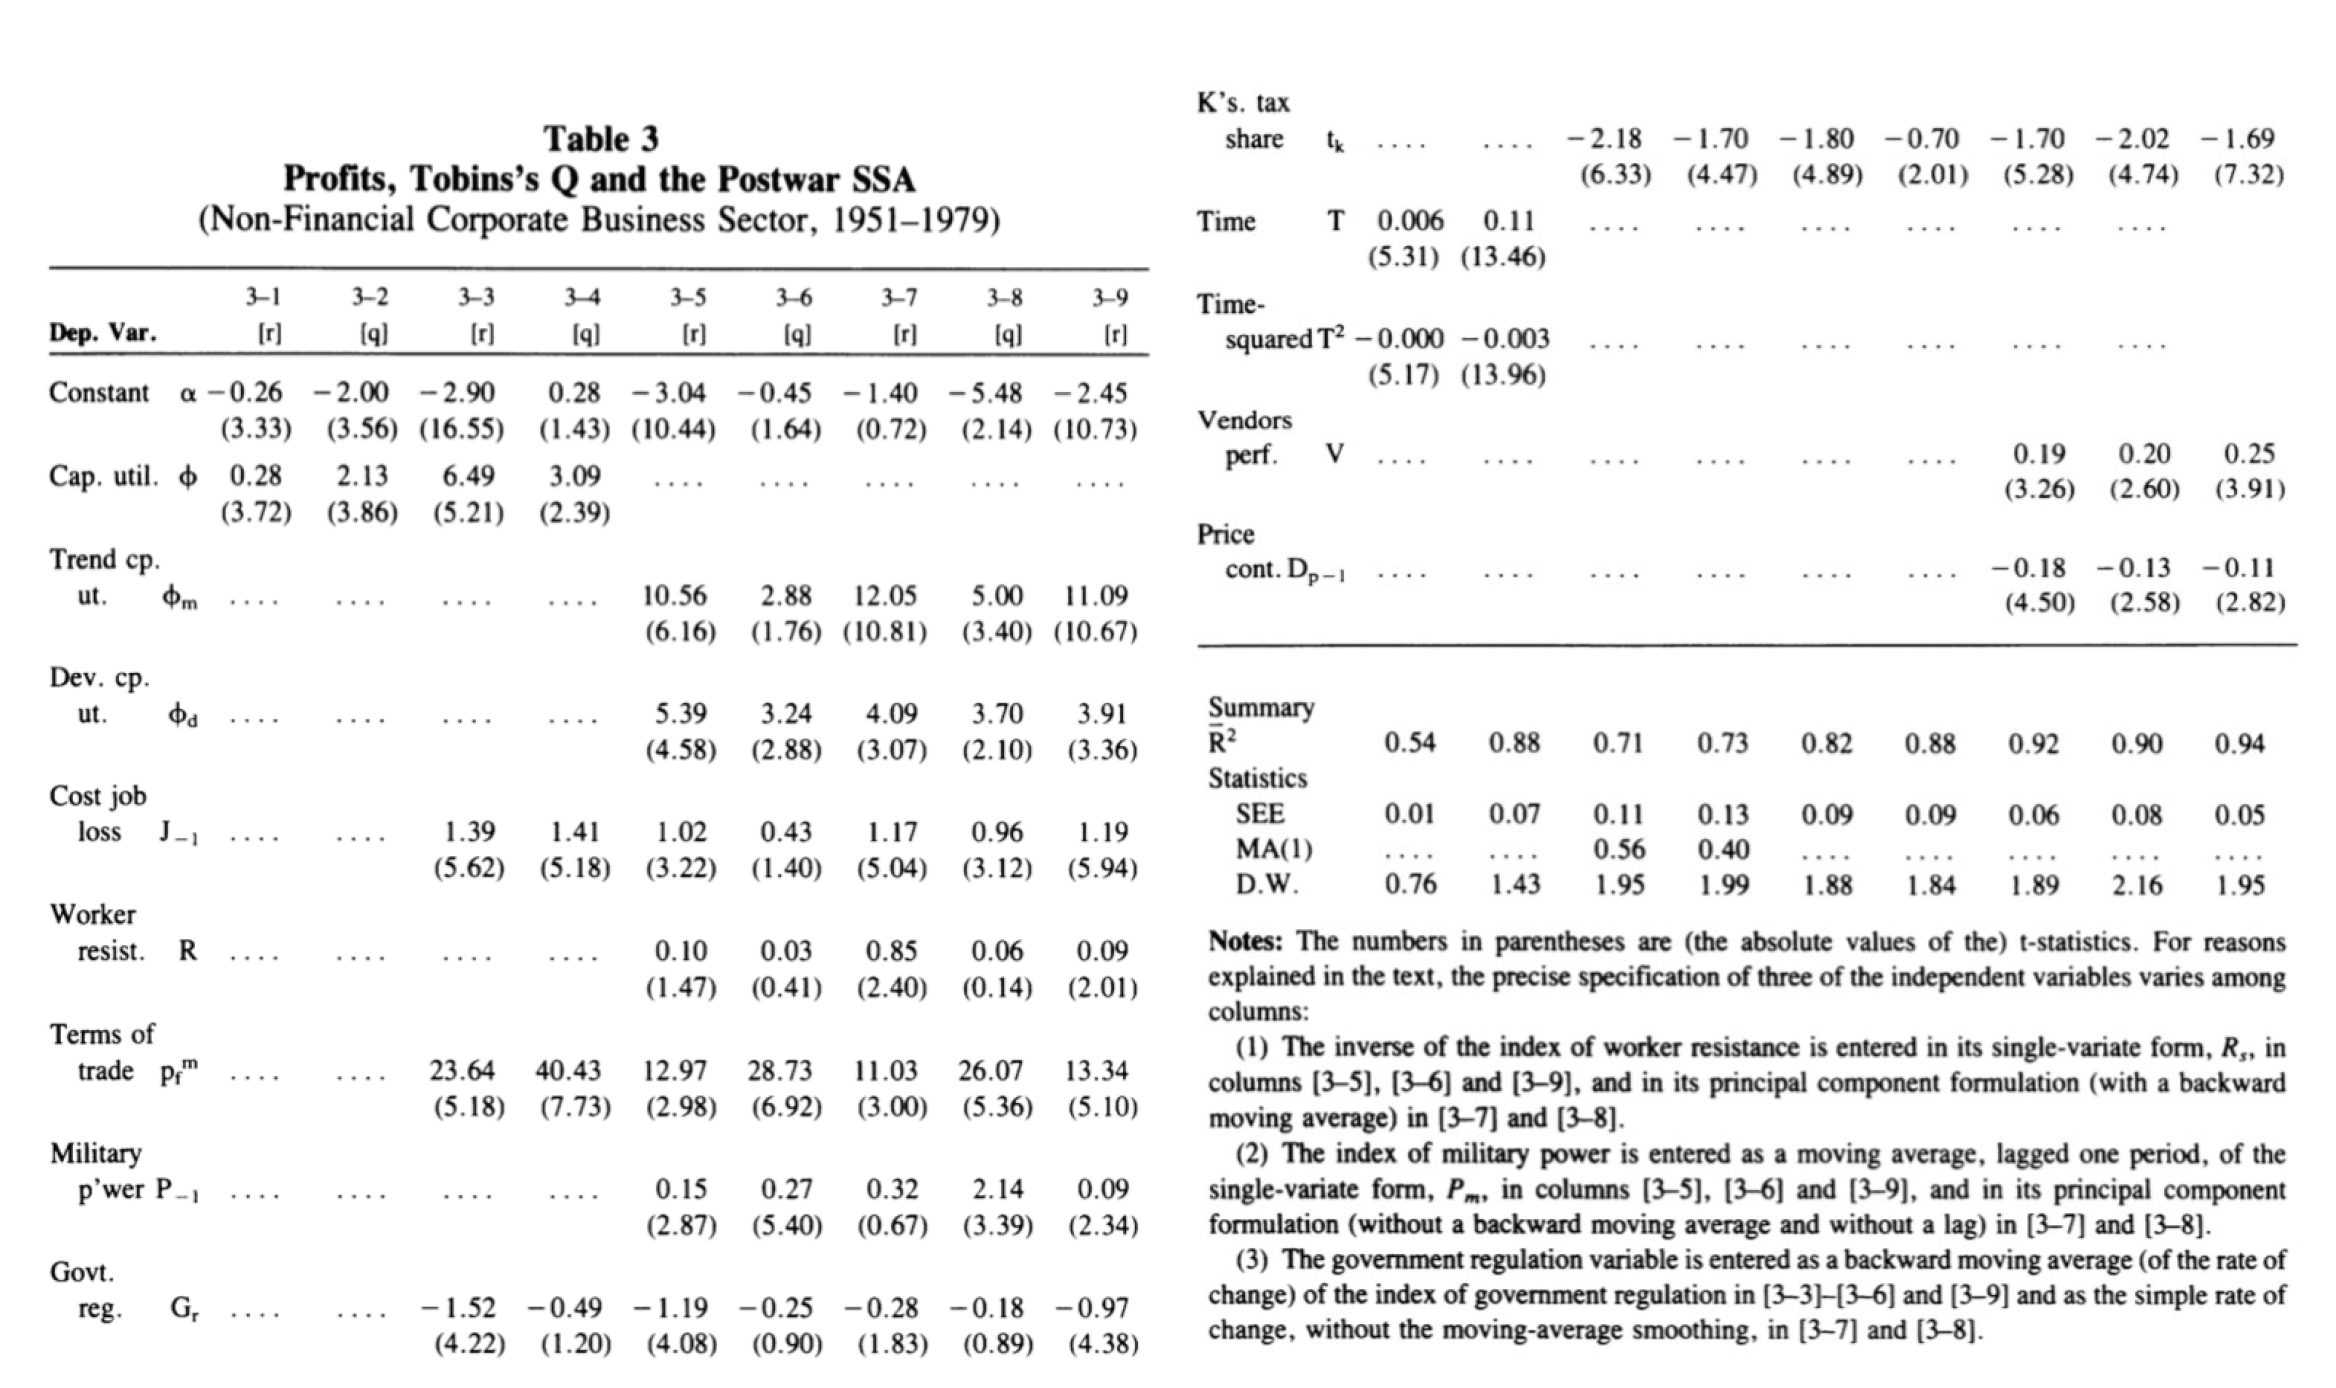 Table 3
Profits, Tobins's Q and the Postwar SSA
(Non-Financial Corporate Business Sector, 1951–1979)
3–1 3–2 3–3 3–4 3–5 3–6 3–7 3–8 3–9
Dep. Var. [r] [q] [r] [q] [r] [q] [r] [q] [r]
Constant α −0.26 −2.00 −2.90 0.28 −3.04 −0.45 −1.40 −5.48 −2.45
(3.33) (3.56) (16.55) (1.43) (10.44) (1.64) (0.72) (2.14) (10.73)
Cap. util. ϕ 0.28 2.13 6.49 3.09 .... .... .... .... ....
(3.72) (3.86) (5.21) (2.39)
Trend cp.
ut. ϕm .... .... .... .... 10.56 2.88 12.05 5.00 11.09
(6.16) (1.76) (10.81) (3.40) (10.67)
Dev. cp.
ut. ϕd .... .... .... .... 5.39 3.24 4.09 3.70 3.91
(4.58) (2.88) (3.07) (2.10) (3.36)
Cost job
loss J−1 .... .... 1.39 1.41 1.02 0.43 1.17 0.96 1.19
(5.62) (5.18) (3.22) (1.40) (5.04) (3.12) (5.94)
Worker
resist. R .... .... .... .... 0.10 0.03 0.85 0.06 0.09
(1.47) (0.41) (2.40) (0.14) (2.01)
Terms of
trade pfm .... .... 23.64 40.43 12.97 28.73 11.03 26.07 13.34
(5.18) (7.73) (2.98) (6.92) (3.00) (5.36) (5.10)
Military
p'wer P−1 .... .... .... .... 0.15 0.27 0.32 2.14 0.09
(2.87) (5.40) (0.67) (3.39) (2.34)
Govt.
reg. Gr .... .... −1.52 −0.49 −1.19 −0.25 −0.28 −0.18 −0.97
(4.22) (1.20) (4.08) (0.90) (1.83) (0.89) (4.38)
K's. tax
share tk .... .... −2.18 −1.70 −1.80 −0.70 −1.70 −2.02 −1.69
(6.33) (4.47) (4.89) (2.01) (5.28) (4.74) (7.32)
Time T 0.006 0.11 .... .... .... .... .... ....
(5.31) (13.46)
Time-
squared T² −0.000 −0.003 .... .... .... .... .... ....
(5.17) (13.96)
Vendors
perf. V .... .... .... .... .... .... 0.19 0.20 0.25
(3.26) (2.60) (3.91)
Price
cont. Dp−1 .... .... .... .... .... .... −0.18 −0.13 −0.11
(4.50) (2.58) (2.82)
Summary
R̅² 0.54 0.88 0.71 0.73 0.82 0.88 0.92 0.90 0.94
Statistics
SEE 0.01 0.07 0.11 0.13 0.09 0.09 0.06 0.08 0.05
MA(1) .... .... 0.56 0.40 .... .... .... .... ....
D.W. 0.76 1.43 1.95 1.99 1.88 1.84 1.89 2.16 1.95
Notes: The numbers in parentheses are (the absolute values of the) t-statistics. For reasons
explained in the text, the precise specification of three of the independent variables varies among
columns:
(1) The inverse of the index of worker resistance is entered in its single-variate form, Rs, in
columns [3–5], [3–6] and [3–9], and in its principal component formulation (with a backward
moving average) in [3–7] and [3–8].
(2) The index of military power is entered as a moving average, lagged one period, of the
single-variate form, Pm, in columns [3–5], [3–6] and [3–9], and in its principal component
formulation (without a backward moving average and without a lag) in [3–7] and [3–8].
(3) The government regulation variable is entered as a backward moving average (of the rate of
change) of the index of government regulation in [3–3]–[3–6] and [3–9] and as the simple rate of
change, without the moving-average smoothing, in [3–7] and [3–8].